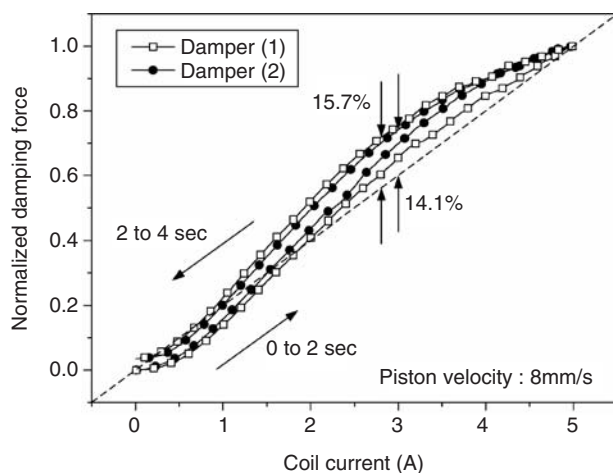 Normalized damping force
1.0
0.8
0.6
0.4
0.2
0.0
Damper (1)
Damper (2)
15.7%
14.1%
2 to 4 sec
0 to 2 sec
Piston velocity : 8mm/s
0 1 2 3 4 5
Coil current (A)